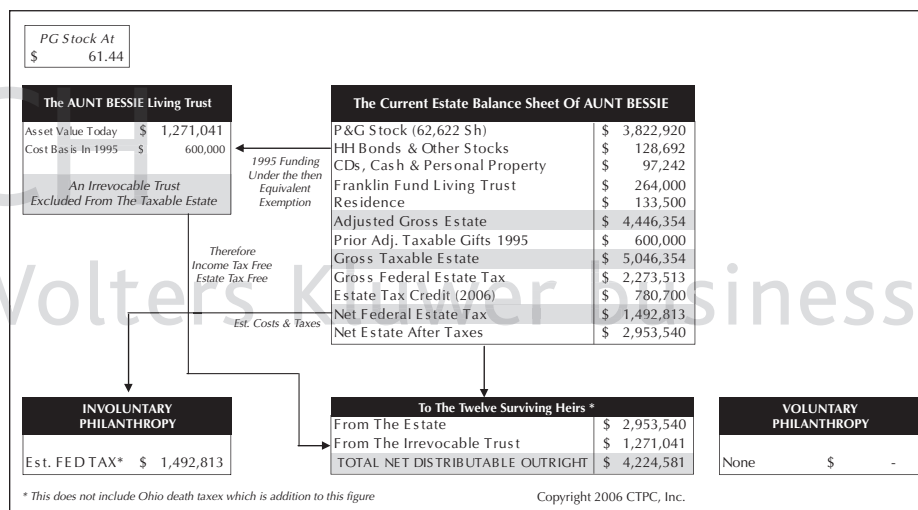 PG Stock At
$ 61.44
The AUNT BESSIE Living Trust
Asset Value Today $ 1,271,041
Cost Basis In 1995 $ 600,000
An Irrevocable Trust
Excluded From The Taxable Estate
1995 Funding
Under the then
Equivalent
Exemption
The Current Estate Balance Sheet Of AUNT BESSIE
P&G Stock (62,622 Sh) $ 3,822,920
HH Bonds & Other Stocks $ 128,692
CDs, Cash & Personal Property $ 97,242
Franklin Fund Living Trust $ 264,000
Residence $ 133,500
Adjusted Gross Estate $ 4,446,354
Prior Adj. Taxable Gifts 1995 $ 600,000
Gross Taxable Estate $ 5,046,354
Gross Federal Estate Tax $ 2,273,513
Estate Tax Credit (2006) $ 780,700
Net Federal Estate Tax $ 1,492,813
Net Estate After Taxes $ 2,953,540
Therefore
Income Tax Free
Estate Tax Free
Est. Costs & Taxes
INVOLUNTARY
PHILANTHROPY
Est. FED TAX* $ 1,492,813
To The Twelve Surviving Heirs *
From The Estate $ 2,953,540
From The Irrevocable Trust $ 1,271,041
TOTAL NET DISTRIBUTABLE OUTRIGHT $ 4,224,581
VOLUNTARY
PHILANTHROPY
None $ -
* This does not include Ohio death taxex which is addition to this figure
Copyright 2006 CTPC, Inc.
CH
Wolters Kluwer business